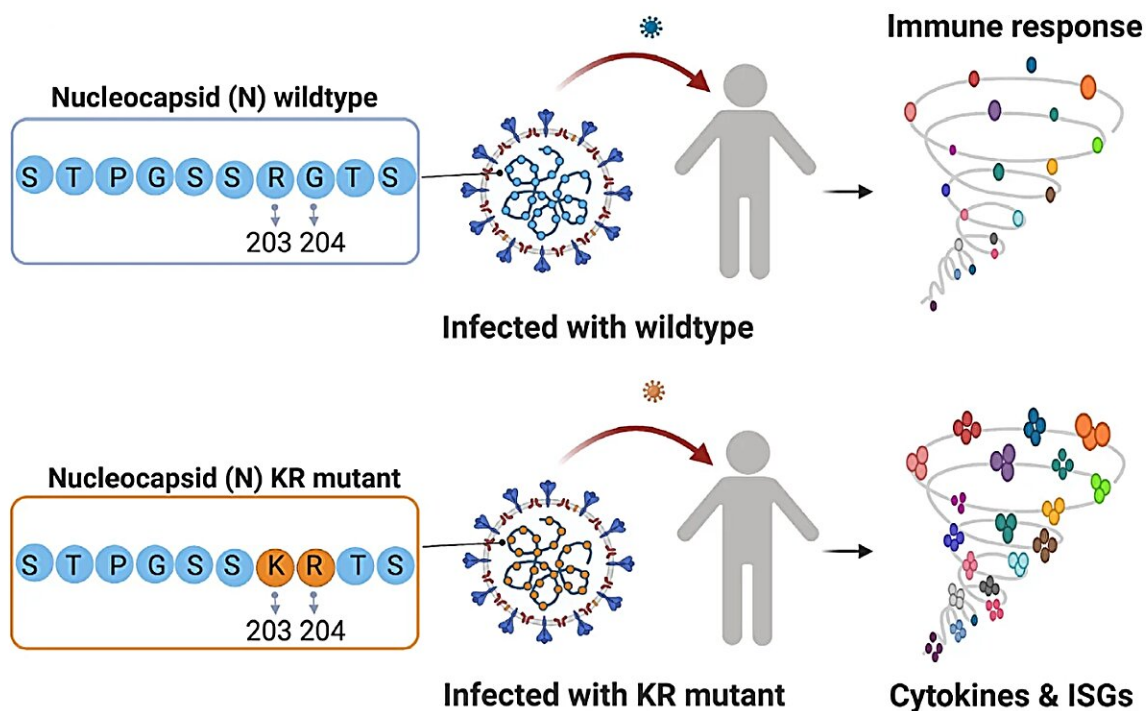 Immune response
Nucleocapsid (N) wildtype
S T P G S S R G T S
203 204
Infected with wildtype
Nucleocapsid (N) KR mutant
S T P G S S K R T S
203 204
Infected with KR mutant
Cytokines & ISGs